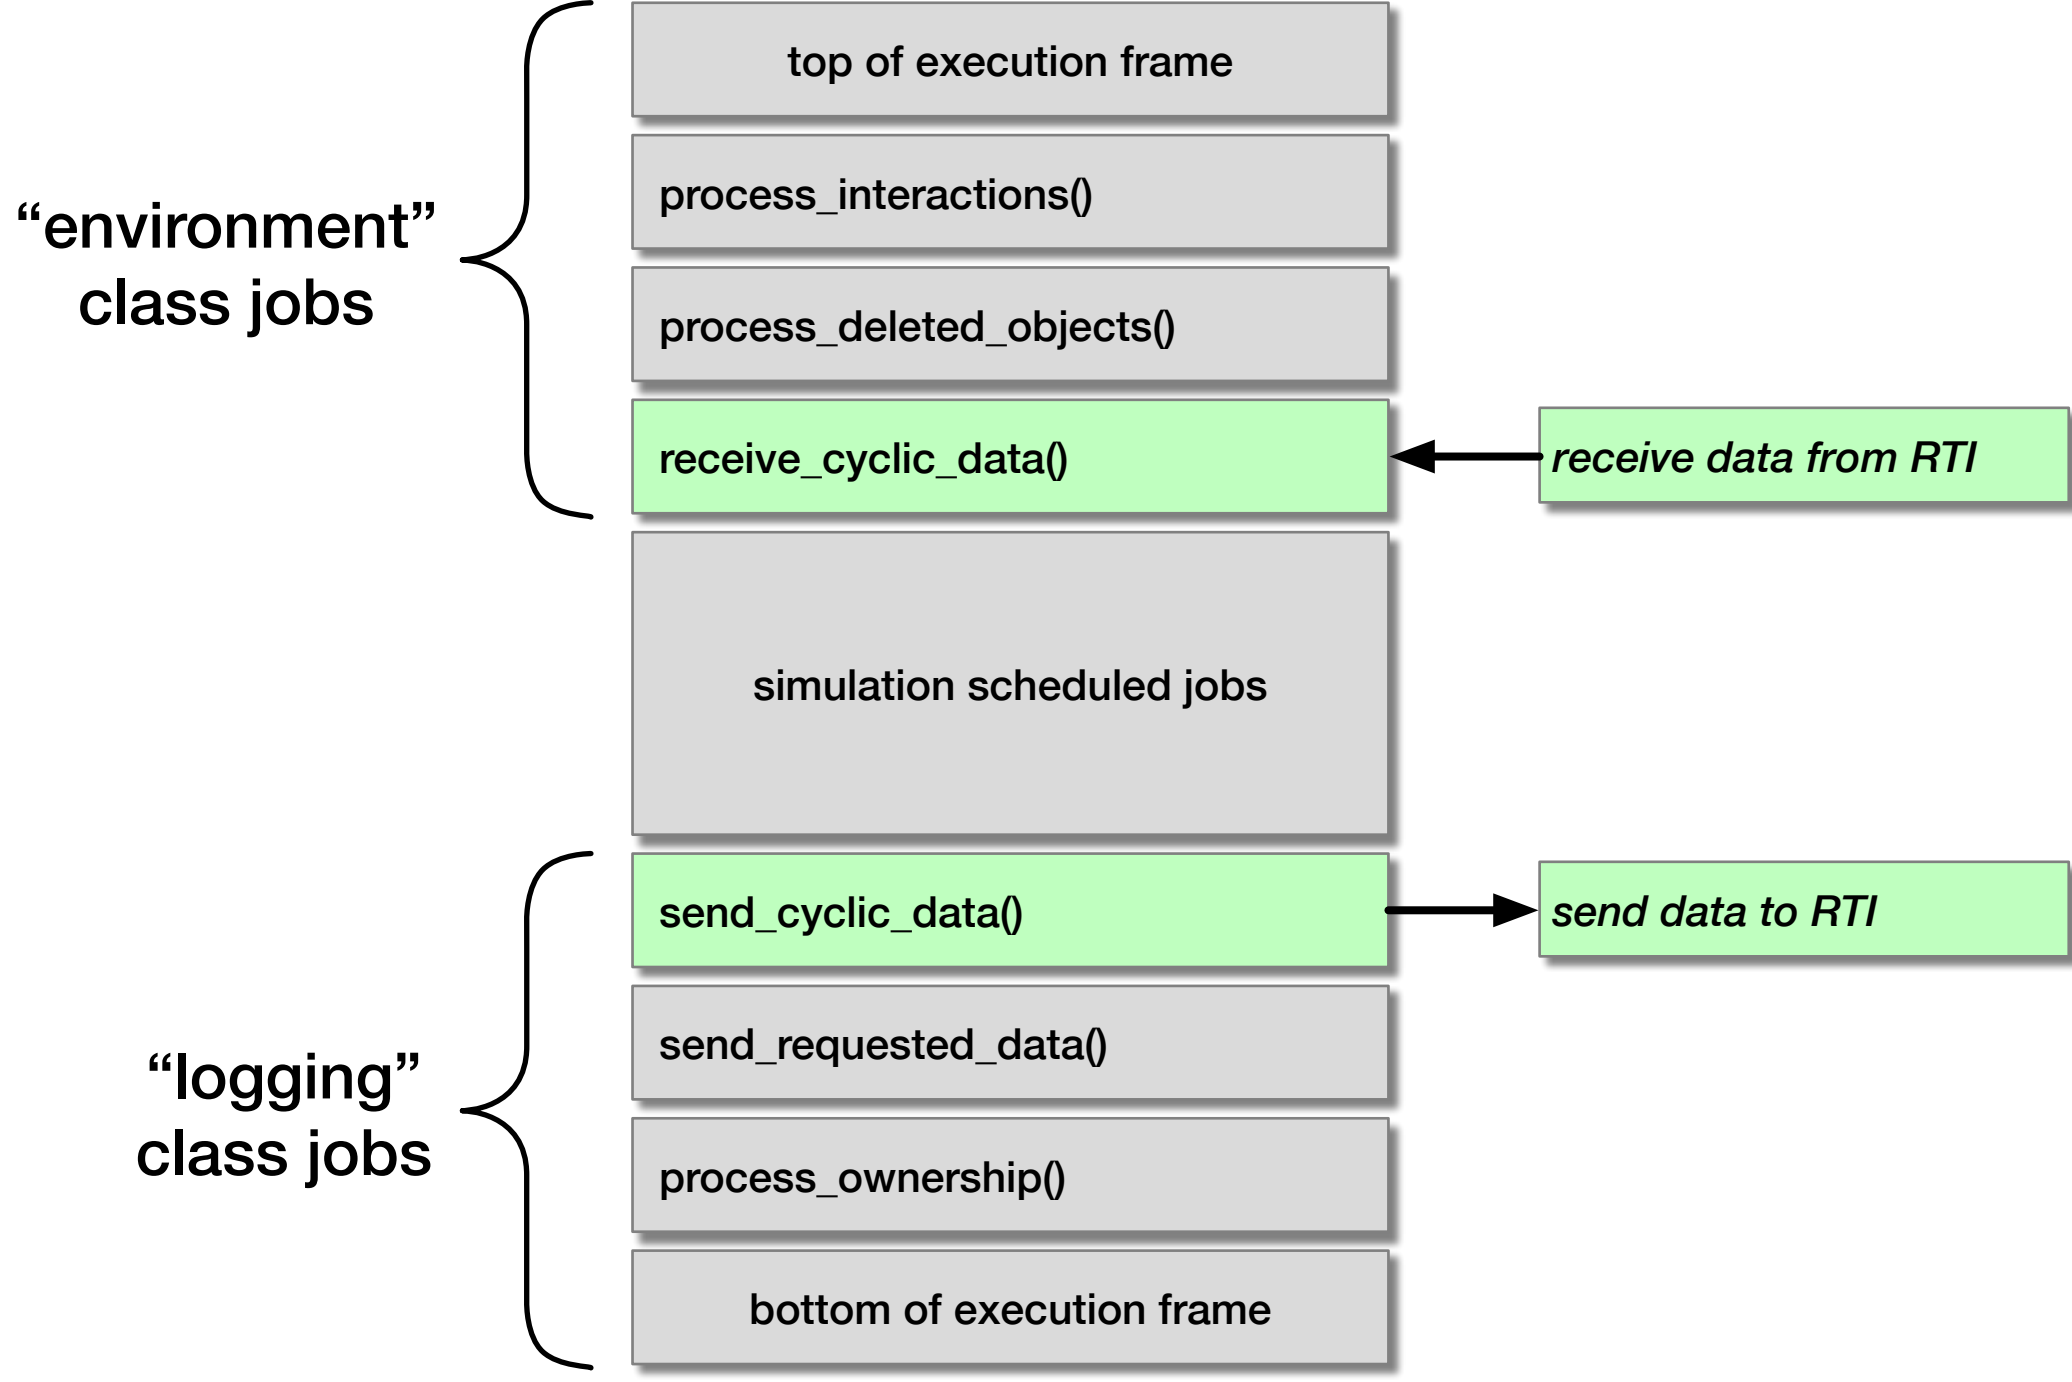 top of execution frame
process_interactions()
“environment”
class jobs
process_deleted_objects()
receive_cyclic_data()
receive data from RTI
simulation scheduled jobs
send_cyclic_data()
send data to RTI
send_requested_data()
“logging”
class jobs
process_ownership()
bottom of execution frame